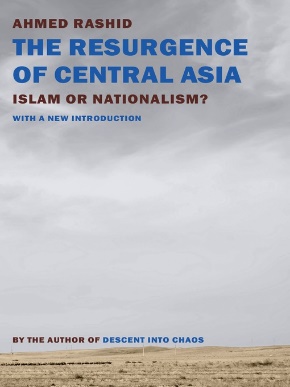 AHMED RASHID
THE RESURGENCE
OF CENTRAL ASIA
ISLAM OR NATIONALISM?
WITH A NEW INTRODUCTION
BY THE AUTHOR OF DESCENT INTO CHAOS